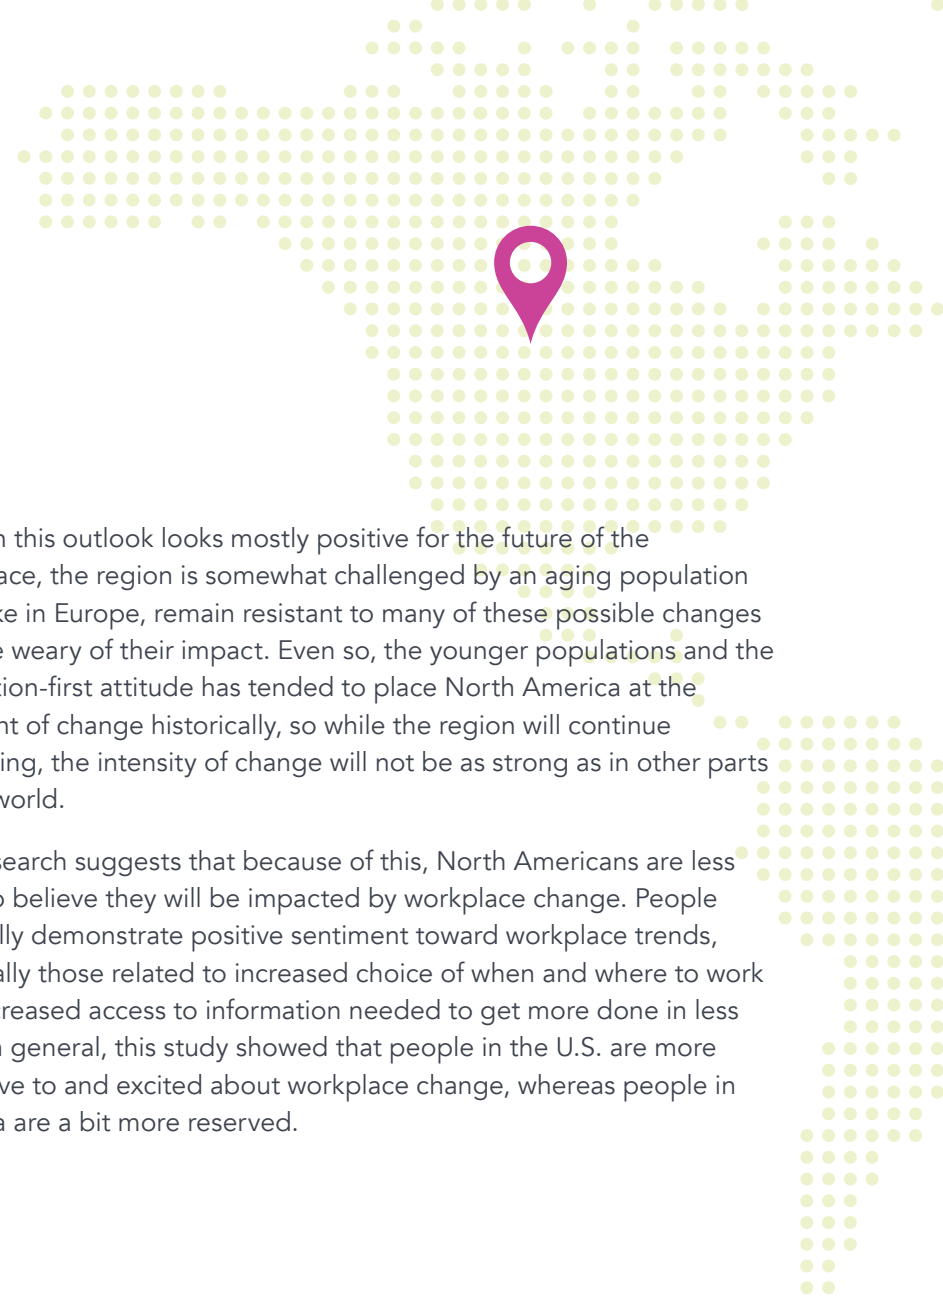 this outlook looks mostly positive for the future of the
ace, the region is somewhat challenged by an aging population
ke in Europe, remain resistant to many of these possible changes
e weary of their impact. Even so, the younger populations and the
tion-first attitude has tended to place North America at the
nt of change historically, so while the region will continue
ing, the intensity of change will not be as strong as in other parts
world.
search suggests that because of this, North Americans are less
o believe they will be impacted by workplace change. People
lly demonstrate positive sentiment toward workplace trends,
ally those related to increased choice of when and where to work
creased access to information needed to get more done in less
general, this study showed that people in the U.S. are more
ve to and excited about workplace change, whereas people in
a are a bit more reserved.